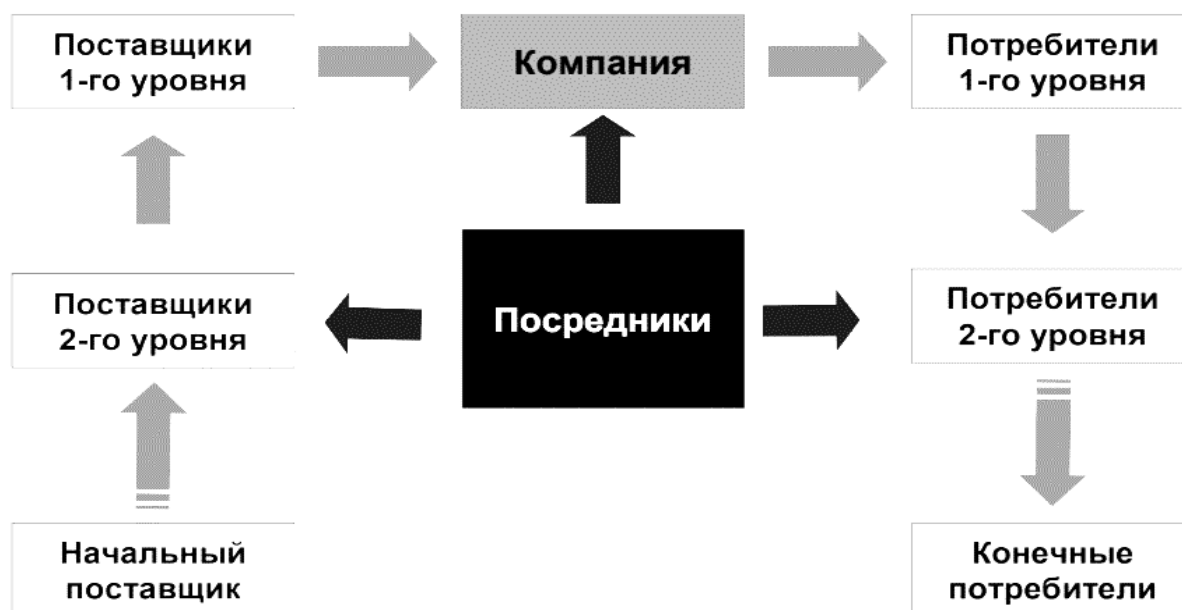 Поставщики
1-го уровня
Компания
Потребители
1-го уровня
Поставщики
2-го уровня
Посредники
Потребители
2-го уровня
Начальный
поставщик
Конечные
потребители